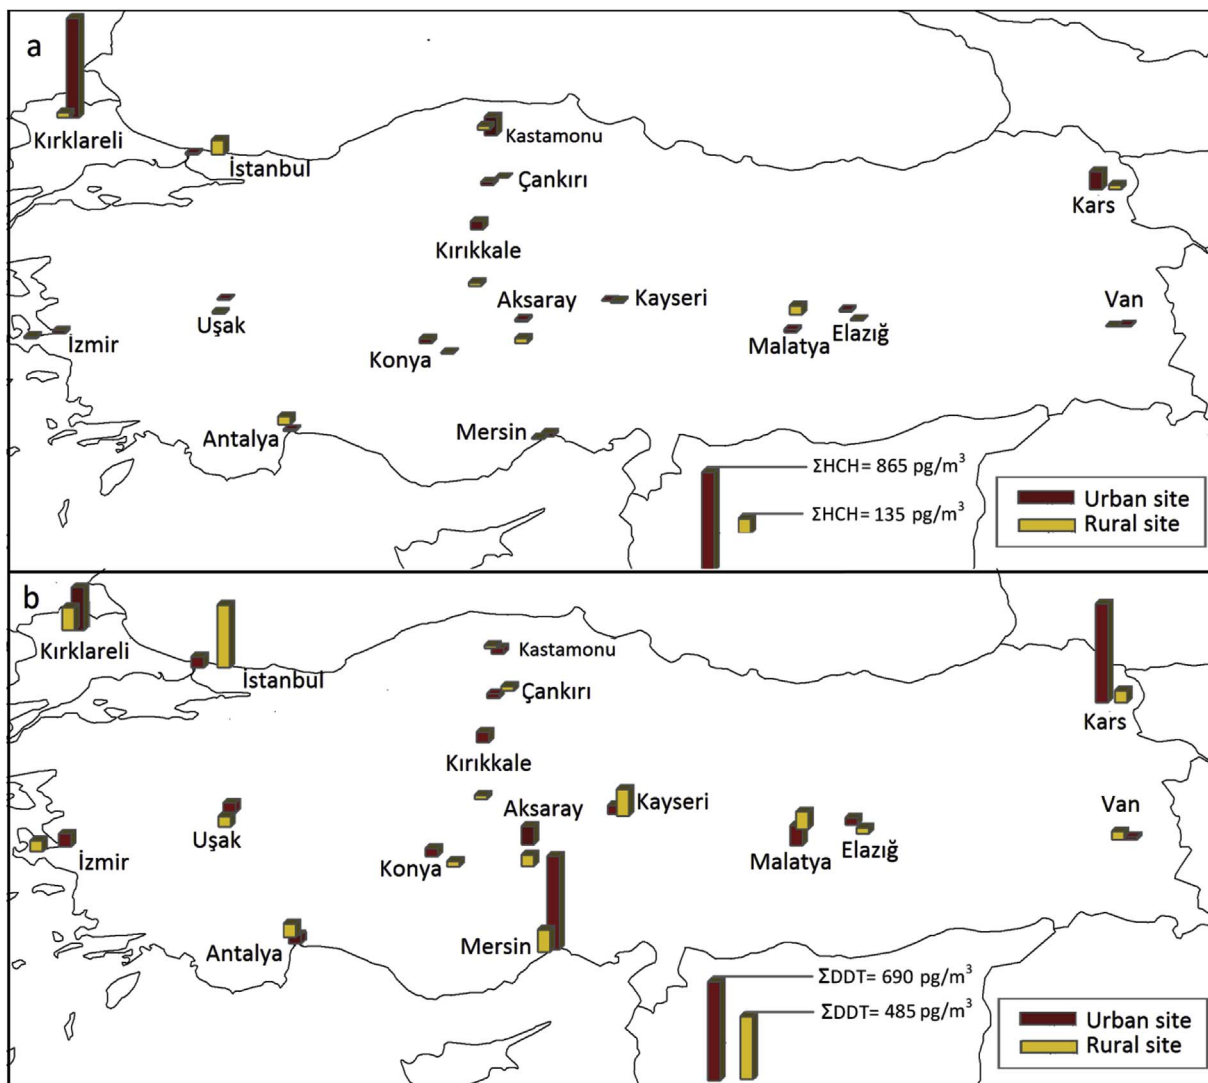 a
Kırklareli
İstanbul
Kastamonu
Çankırı
Kars
Kırıkkale
Aksaray
Kayseri
Van
Uşak
İzmir
Konya
Malatya
Elazığ
Antalya
Mersin
ΣHCH= 865 pg/m³
ΣHCH= 135 pg/m³
Urban site
Rural site
b
Kırklareli
İstanbul
Kastamonu
Çankırı
Kars
Kırıkkale
Aksaray
Kayseri
Van
Uşak
İzmir
Konya
Malatya
Elazığ
Antalya
Mersin
ΣDDT= 690 pg/m³
ΣDDT= 485 pg/m³
Urban site
Rural site